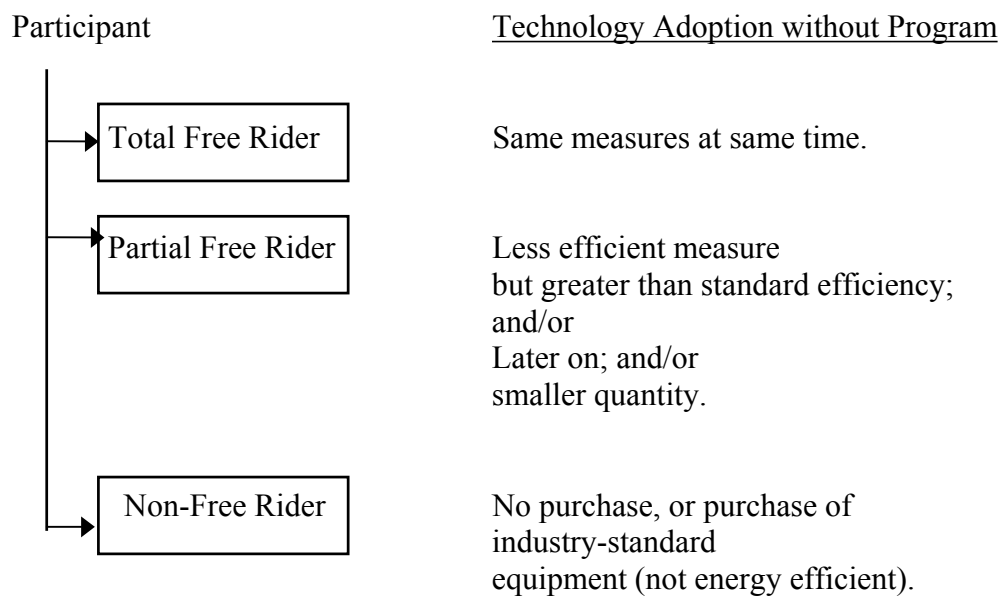 Participant Technology Adoption without Program
Total Free Rider Same measures at same time.
Partial Free Rider Less efficient measure
but greater than standard efficiency;
and/or
Later on; and/or
smaller quantity.
Non-Free Rider No purchase, or purchase of
industry-standard
equipment (not energy efficient).